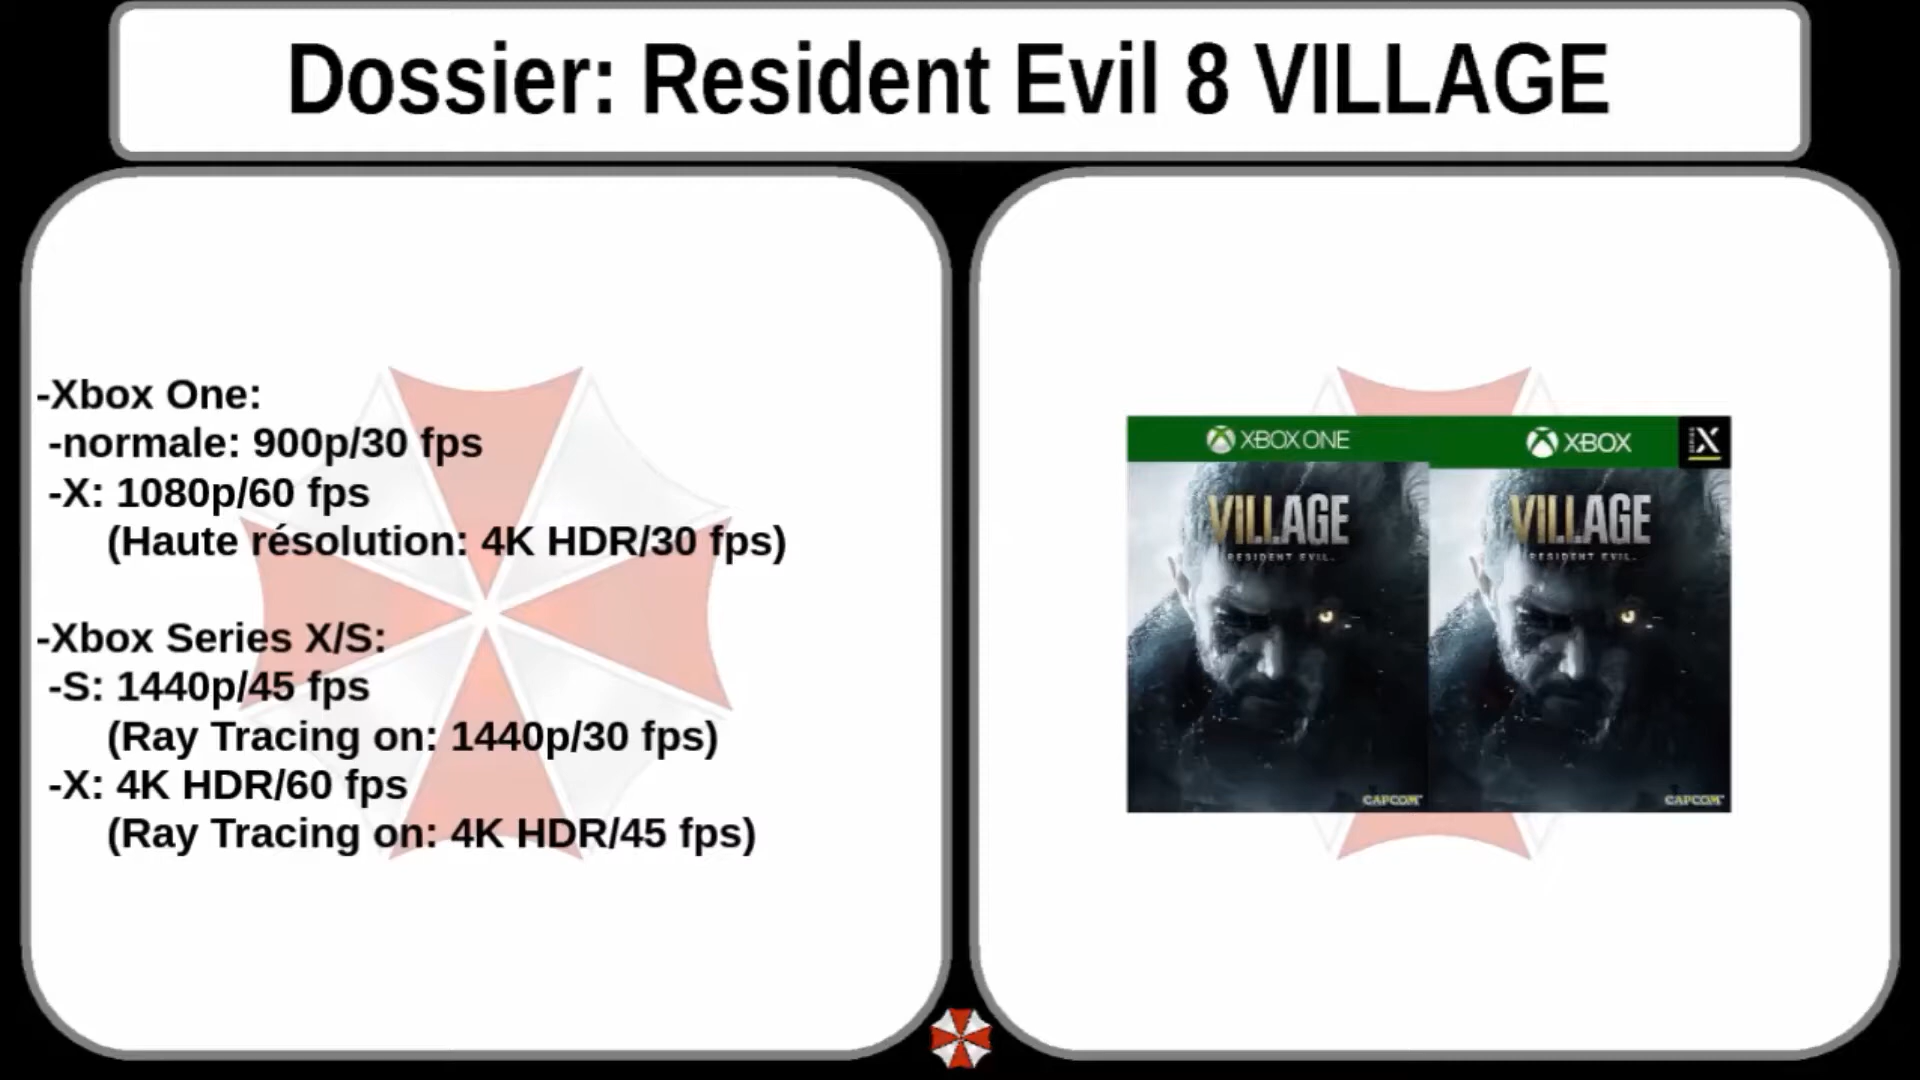 Dossier: Resident Evil 8 VILLAGE
-Xbox One:
-normale: 900p/30 fps
-X: 1080p/60 fps
(Haute résolution: 4K HDR/30 fps)
-Xbox Series X/S:
-S: 1440p/45 fps
(Ray Tracing on: 1440p/30 fps)
-X: 4K HDR/60 fps
(Ray Tracing on: 4K HDR/45 fps)
XBOX ONE
VILLAGE
RESIDENT EVIL.
CAPCOM
XBOX
SERIES X
VILLAGE
RESIDENT EVIL.
CAPCOM